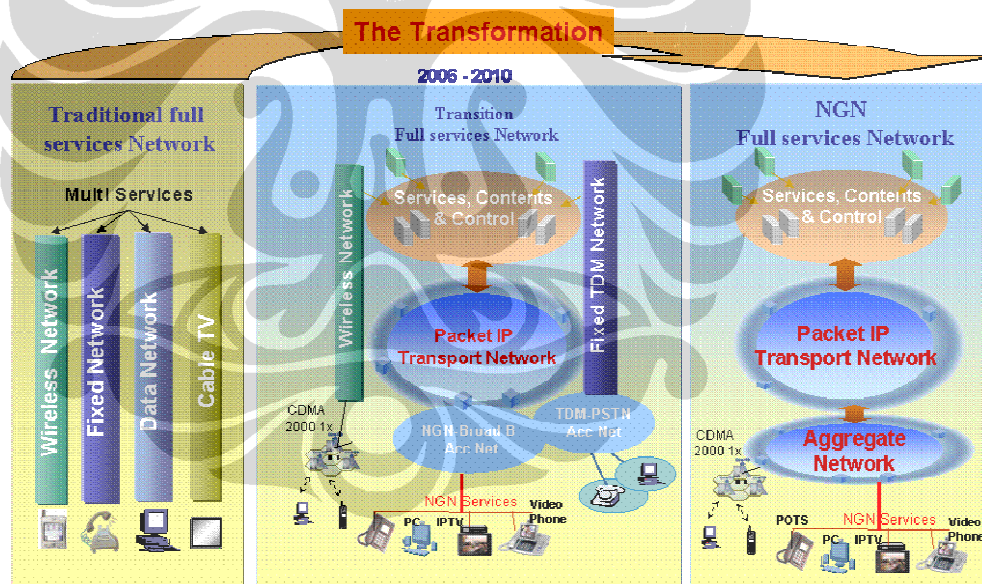 The Transformation
2006 - 2010
Traditional full
services Network
Multi Services
Wireless Network
Fixed Network
Data Network
Cable TV
Transition
Full services Network
Wireless Network
Services, Contents
& Control
Fixed TDM Network
Packet IP
Transport Network
CDMA
2000 1x
NGN-Broad B
Acc Net
TDM-PSTN
Acc Net
NGN Services
PC
IPTV
Video
Phone
NGN
Full services Network
Services, Contents
& Control
Packet IP
Transport Network
Aggregate
Network
CDMA
2000 1x
POTS
NGN Services
PC
IPTV
Video
Phone